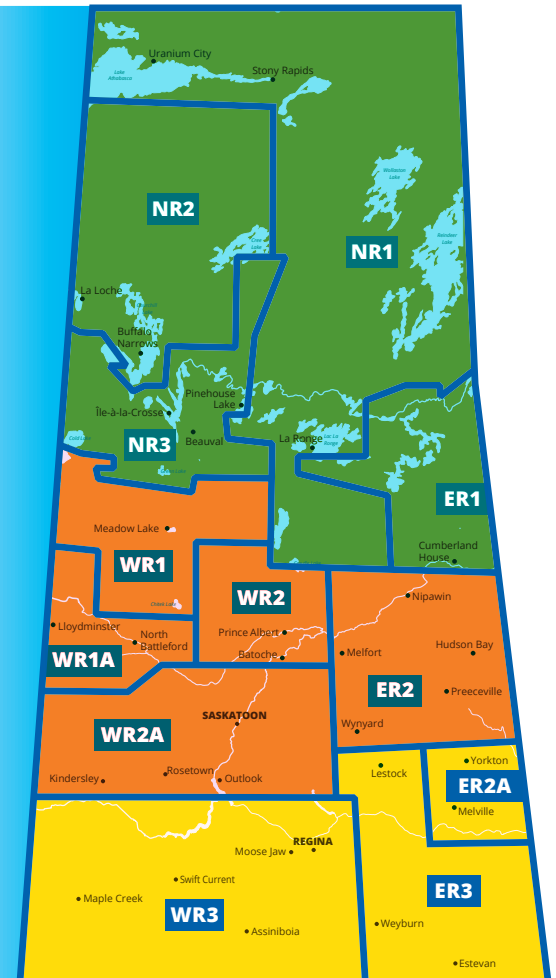 Uranium City
Lake
Athabasca
Stony Rapids
Wollaston
Lake
NR2
Reindeer
Lake
Cree
Lake
NR1
La Loche
Churchill
Buffalo
Narrows
Pinehouse
Lake
Île-à-la-Crosse
Cold Lake
NR3
Beauval
La Ronge
Lac La
Ronge
ER1
Meadow Lake
Cumberland
House
WR1
WR2
Nipawin
Lloydminster
North
Battleford
Prince Albert
Batoche
WR1A
Melfort
Hudson Bay
ER2
Preeceville
SASKATOON
WR2A
Wynyard
Kindersley
Rosetown
Outlook
Lestock
Yorkton
ER2A
Melville
REGINA
Moose Jaw
Swift Current
Maple Creek
WR3
ER3
Assiniboia
Weyburn
Estevan